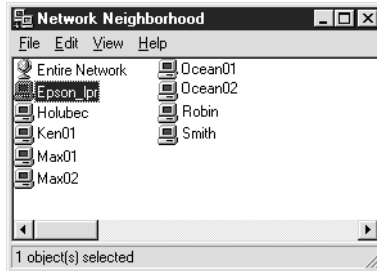 Network Neighborhood
File Edit View Help
Entire Network
Epson_lpr
Holubec
Ken01
Max01
Max02
Ocean01
Ocean02
Robin
Smith
1 object(s) selected